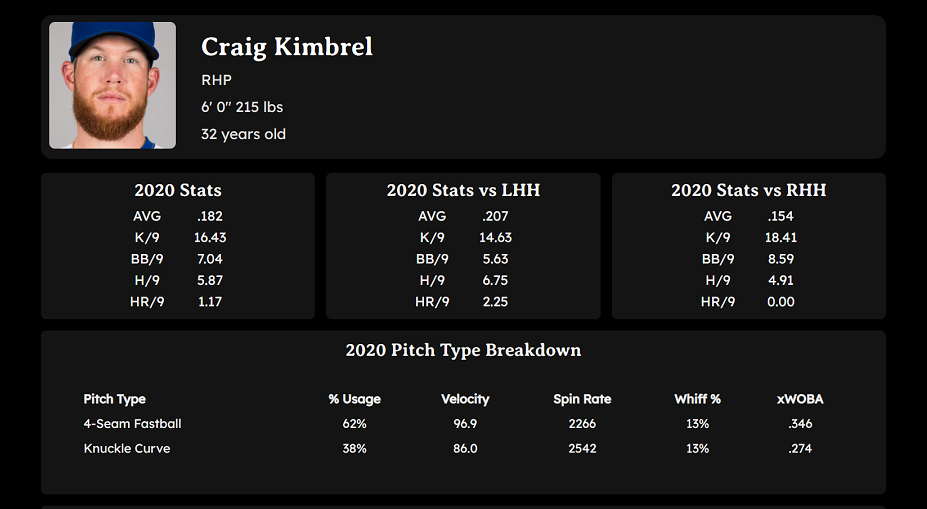 Craig Kimbrel
RHP
6' 0" 215 lbs
32 years old
2020 Stats
AVG .182
K/9 16.43
BB/9 7.04
H/9 5.87
HR/9 1.17
2020 Stats vs LHH
AVG .207
K/9 14.63
BB/9 5.63
H/9 6.75
HR/9 2.25
2020 Stats vs RHH
AVG .154
K/9 18.41
BB/9 8.59
H/9 4.91
HR/9 0.00
2020 Pitch Type Breakdown
Pitch Type % Usage Velocity Spin Rate Whiff % xWOBA
4-Seam Fastball 62% 96.9 2266 13% .346
Knuckle Curve 38% 86.0 2542 13% .274